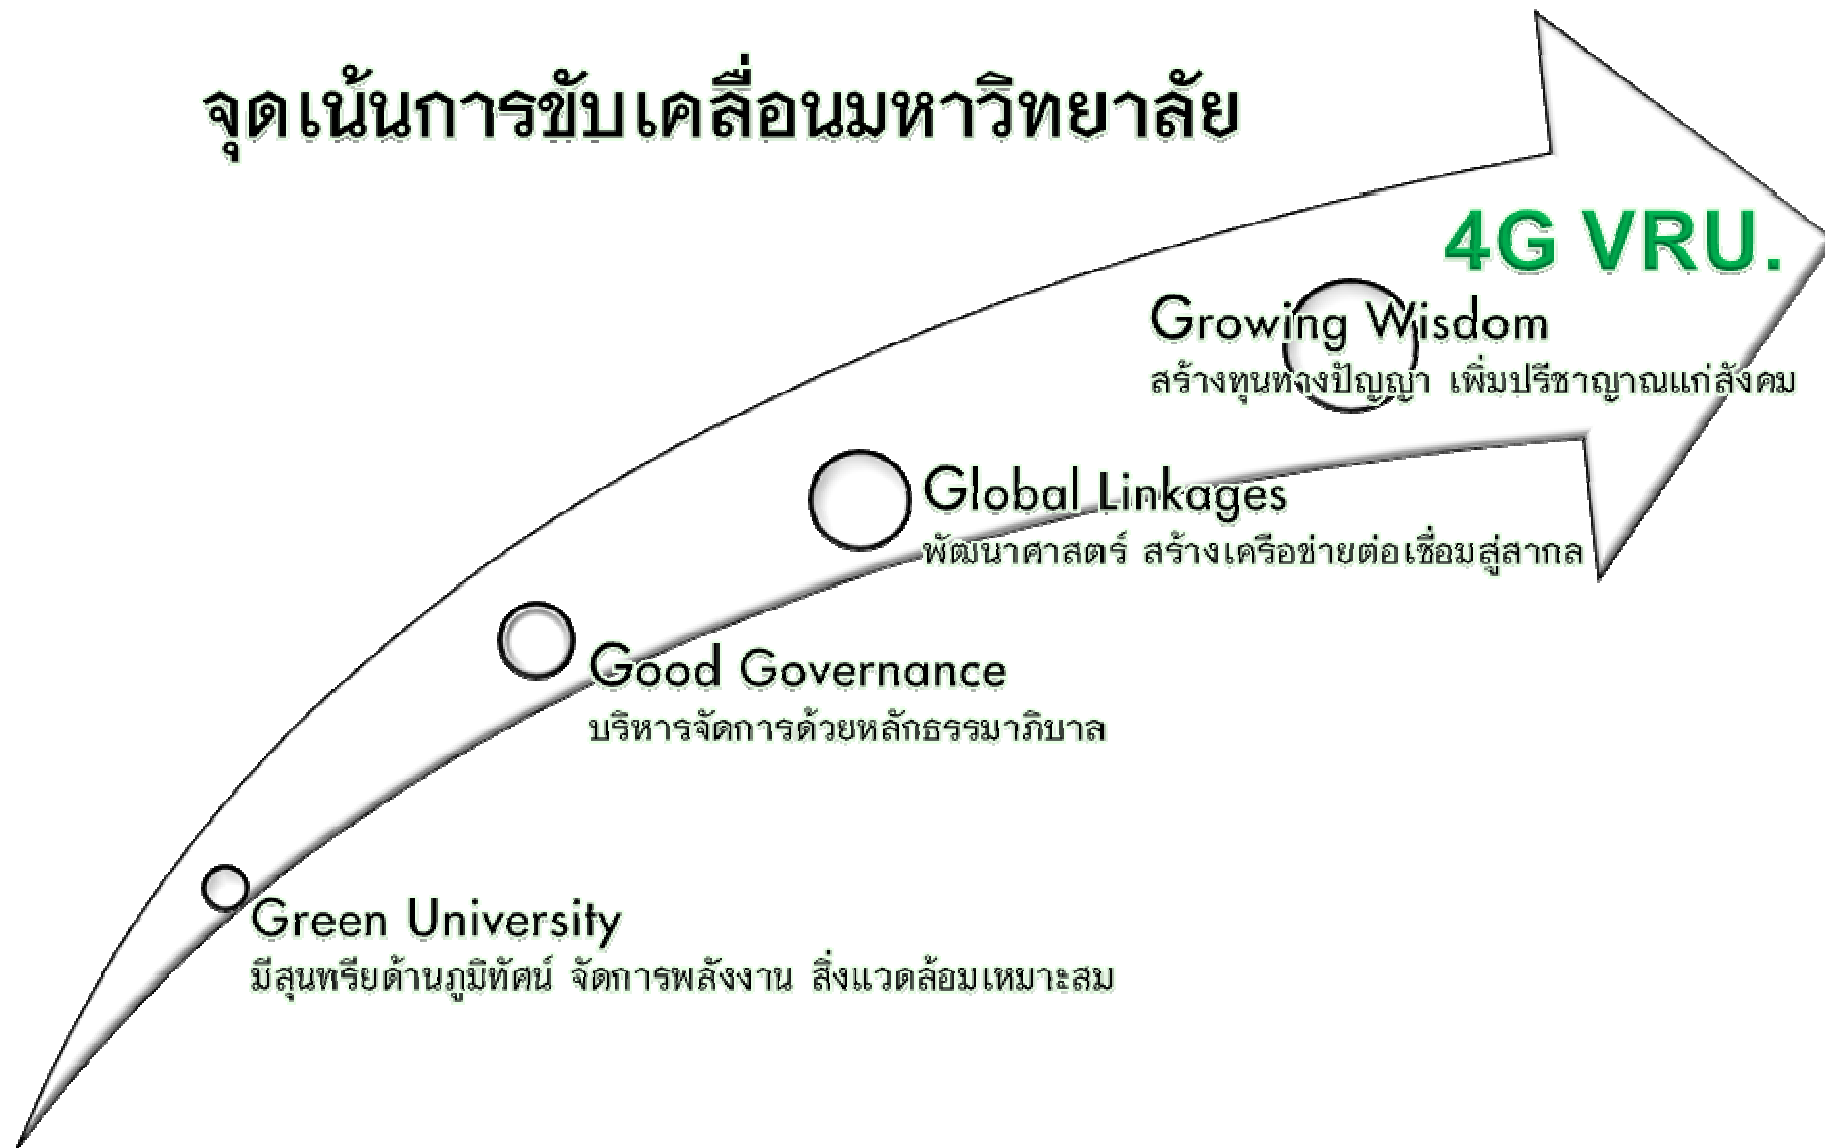 จุดเน้นการขับเคลื่อนมหาวิทยาลัย
4G VRU.
Growing Wisdom
สร้างทุนทางปัญญา เพิ่มปรีชาญาณแก่สังคม
Global Linkages
พัฒนาศาสตร์ สร้างเครือข่ายต่อเชื่อมสู่สากล
Good Governance
บริหารจัดการด้วยหลักธรรมาภิบาล
Green University
มีสุนทรียด้านภูมิทัศน์ จัดการพลังงาน สิ่งแวดล้อมเหมาะสม